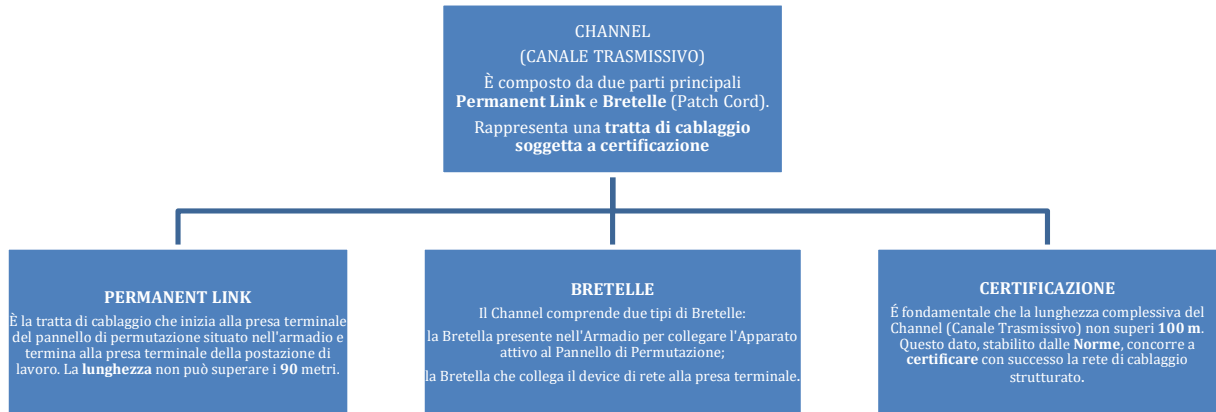 CHANNEL
(CANALE TRASMISSIVO)
È composto da due parti principali
Permanent Link e Bretelle (Patch Cord).
Rappresenta una tratta di cablaggio
soggetta a certificazione
PERMANENT LINK
È la tratta di cablaggio che inizia alla presa terminale
del pannello di permutazione situato nell'armadio e
termina alla presa terminale della postazione di
lavoro. La lunghezza non può superare i 90 metri.
BRETELLE
Il Channel comprende due tipi di Bretelle:
la Bretella presente nell'Armadio per collegare l'Apparato
attivo al Pannello di Permutazione;
la Bretella che collega il device di rete alla presa terminale.
CERTIFICAZIONE
É fondamentale che la lunghezza complessiva del
Channel (Canale Trasmissivo) non superi 100 m.
Questo dato, stabilito dalle Norme, concorre a
certificare con successo la rete di cablaggio
strutturato.